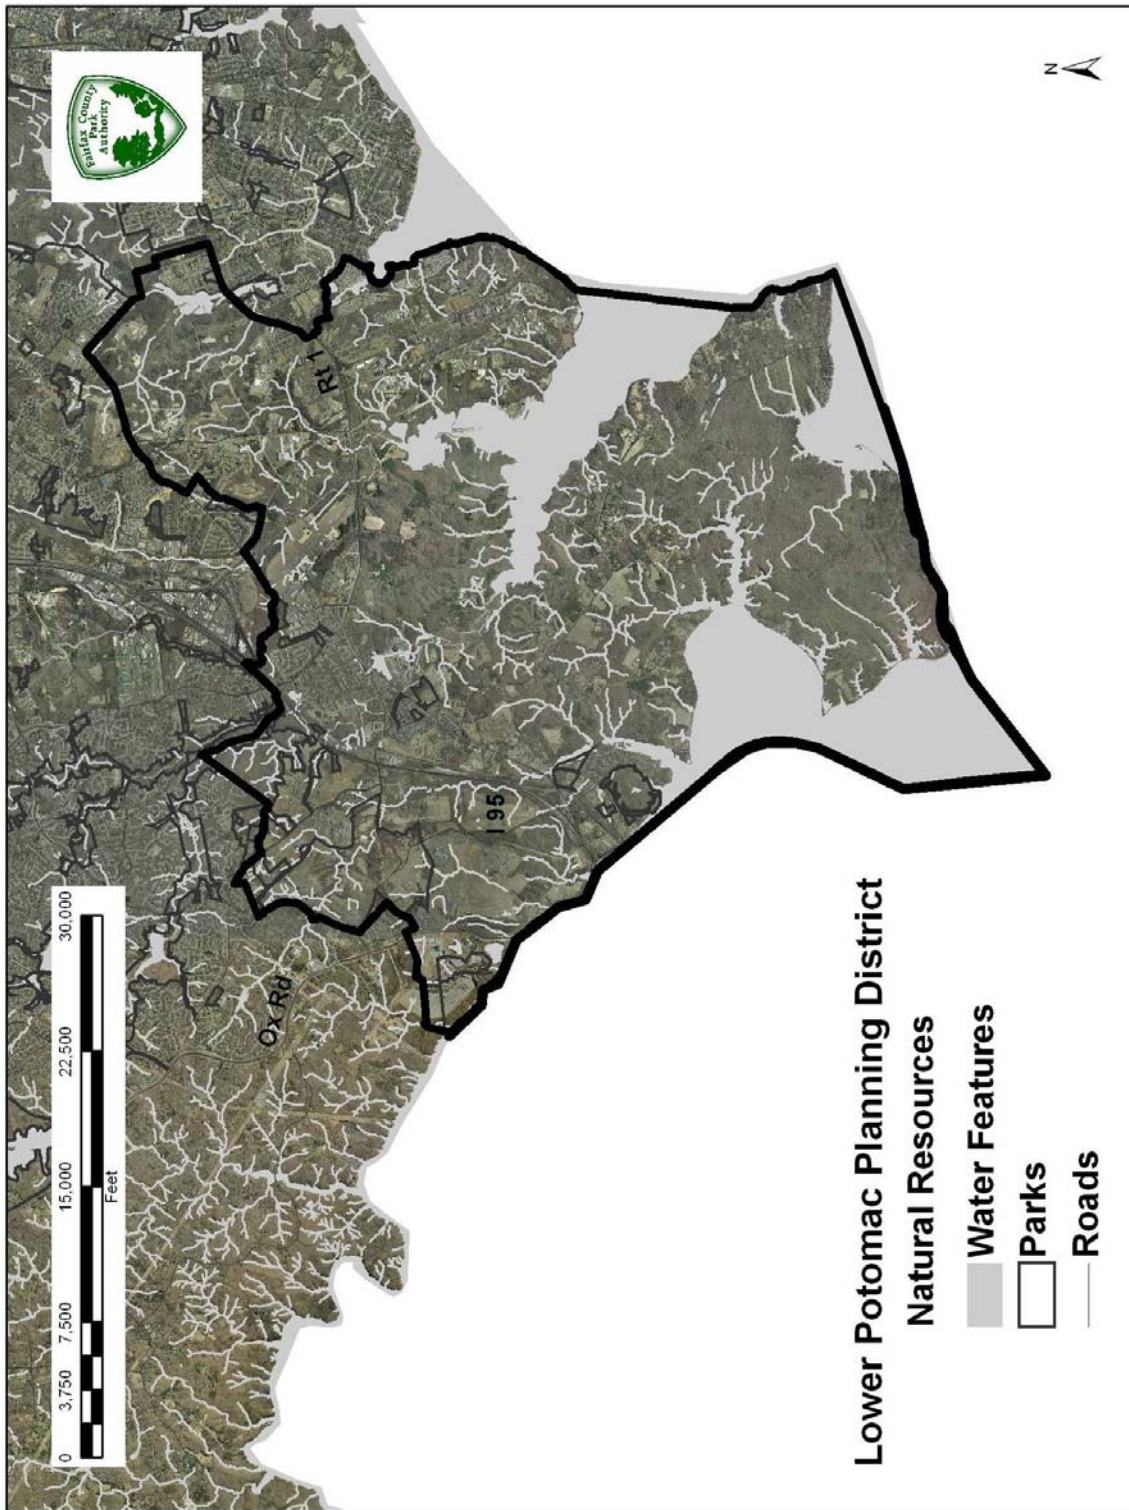 Fairfax County
Park
Authority
0 3,750 7,500 15,000 22,500 30,000
Feet
Ox Rd
I 95
Rt 1
N
Lower Potomac Planning District
Natural Resources
Water Features
Parks
Roads